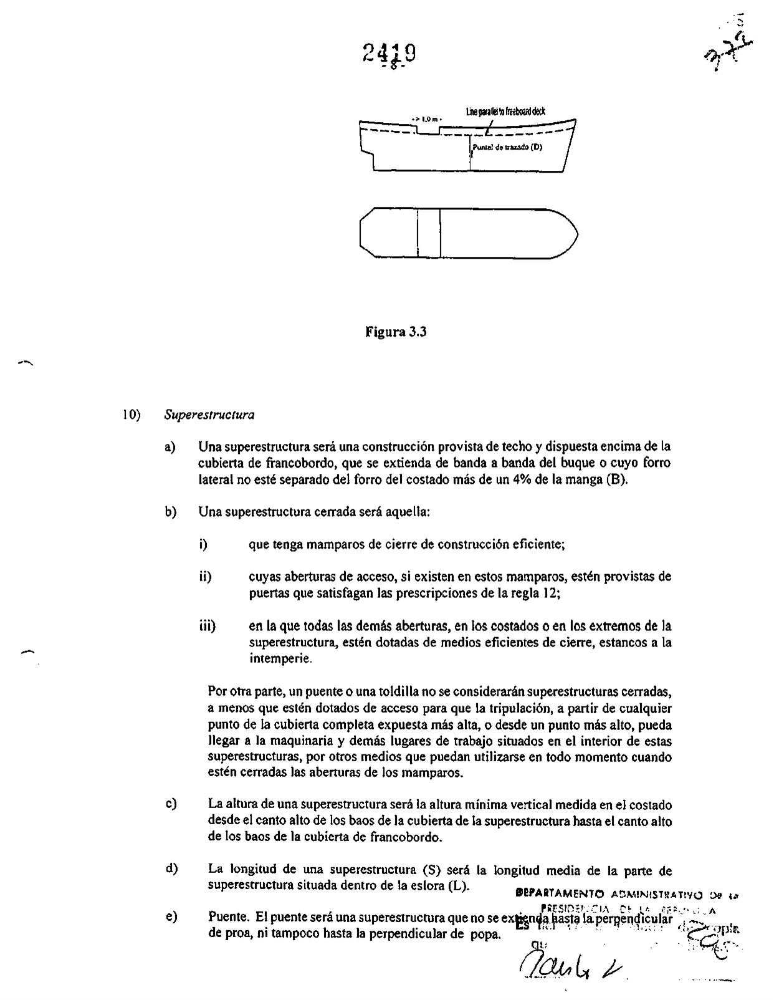 2419
- 8 -
Line parallel to freeboard deck
-> 1,0 m -
Puntal de trazado (D)
Figura 3.3
10) Superestructura
a) Una superestructura será una construcción provista de techo y dispuesta encima de la
cubierta de francobordo, que se extienda de banda a banda del buque o cuyo forro
lateral no esté separado del forro del costado más de un 4% de la manga (B).
b) Una superestructura cerrada será aquella:
i) que tenga mamparos de cierre de construcción eficiente;
ii) cuyas aberturas de acceso, si existen en estos mamparos, estén provistas de
puertas que satisfagan las prescripciones de la regla 12;
iii) en la que todas las demás aberturas, en los costados o en los extremos de la
superestructura, estén dotadas de medios eficientes de cierre, estancos a la
intemperie.
Por otra parte, un puente o una toldilla no se considerarán superestructuras cerradas,
a menos que estén dotados de acceso para que la tripulación, a partir de cualquier
punto de la cubierta completa expuesta más alta, o desde un punto más alto, pueda
llegar a la maquinaria y demás lugares de trabajo situados en el interior de estas
superestructuras, por otros medios que puedan utilizarse en todo momento cuando
estén cerradas las aberturas de los mamparos.
c) La altura de una superestructura será la altura mínima vertical medida en el costado
desde el canto alto de los baos de la cubierta de la superestructura hasta el canto alto
de los baos de la cubierta de francobordo.
d) La longitud de una superestructura (S) será la longitud media de la parte de
superestructura situada dentro de la eslora (L).
DEPARTAMENTO ADMINISTRATIVO DE LA
PRESIDENCIA DE LA
e) Puente. El puente será una superestructura que no se extienda hasta la perpendicular
de proa, ni tampoco hasta la perpendicular de popa.
Es